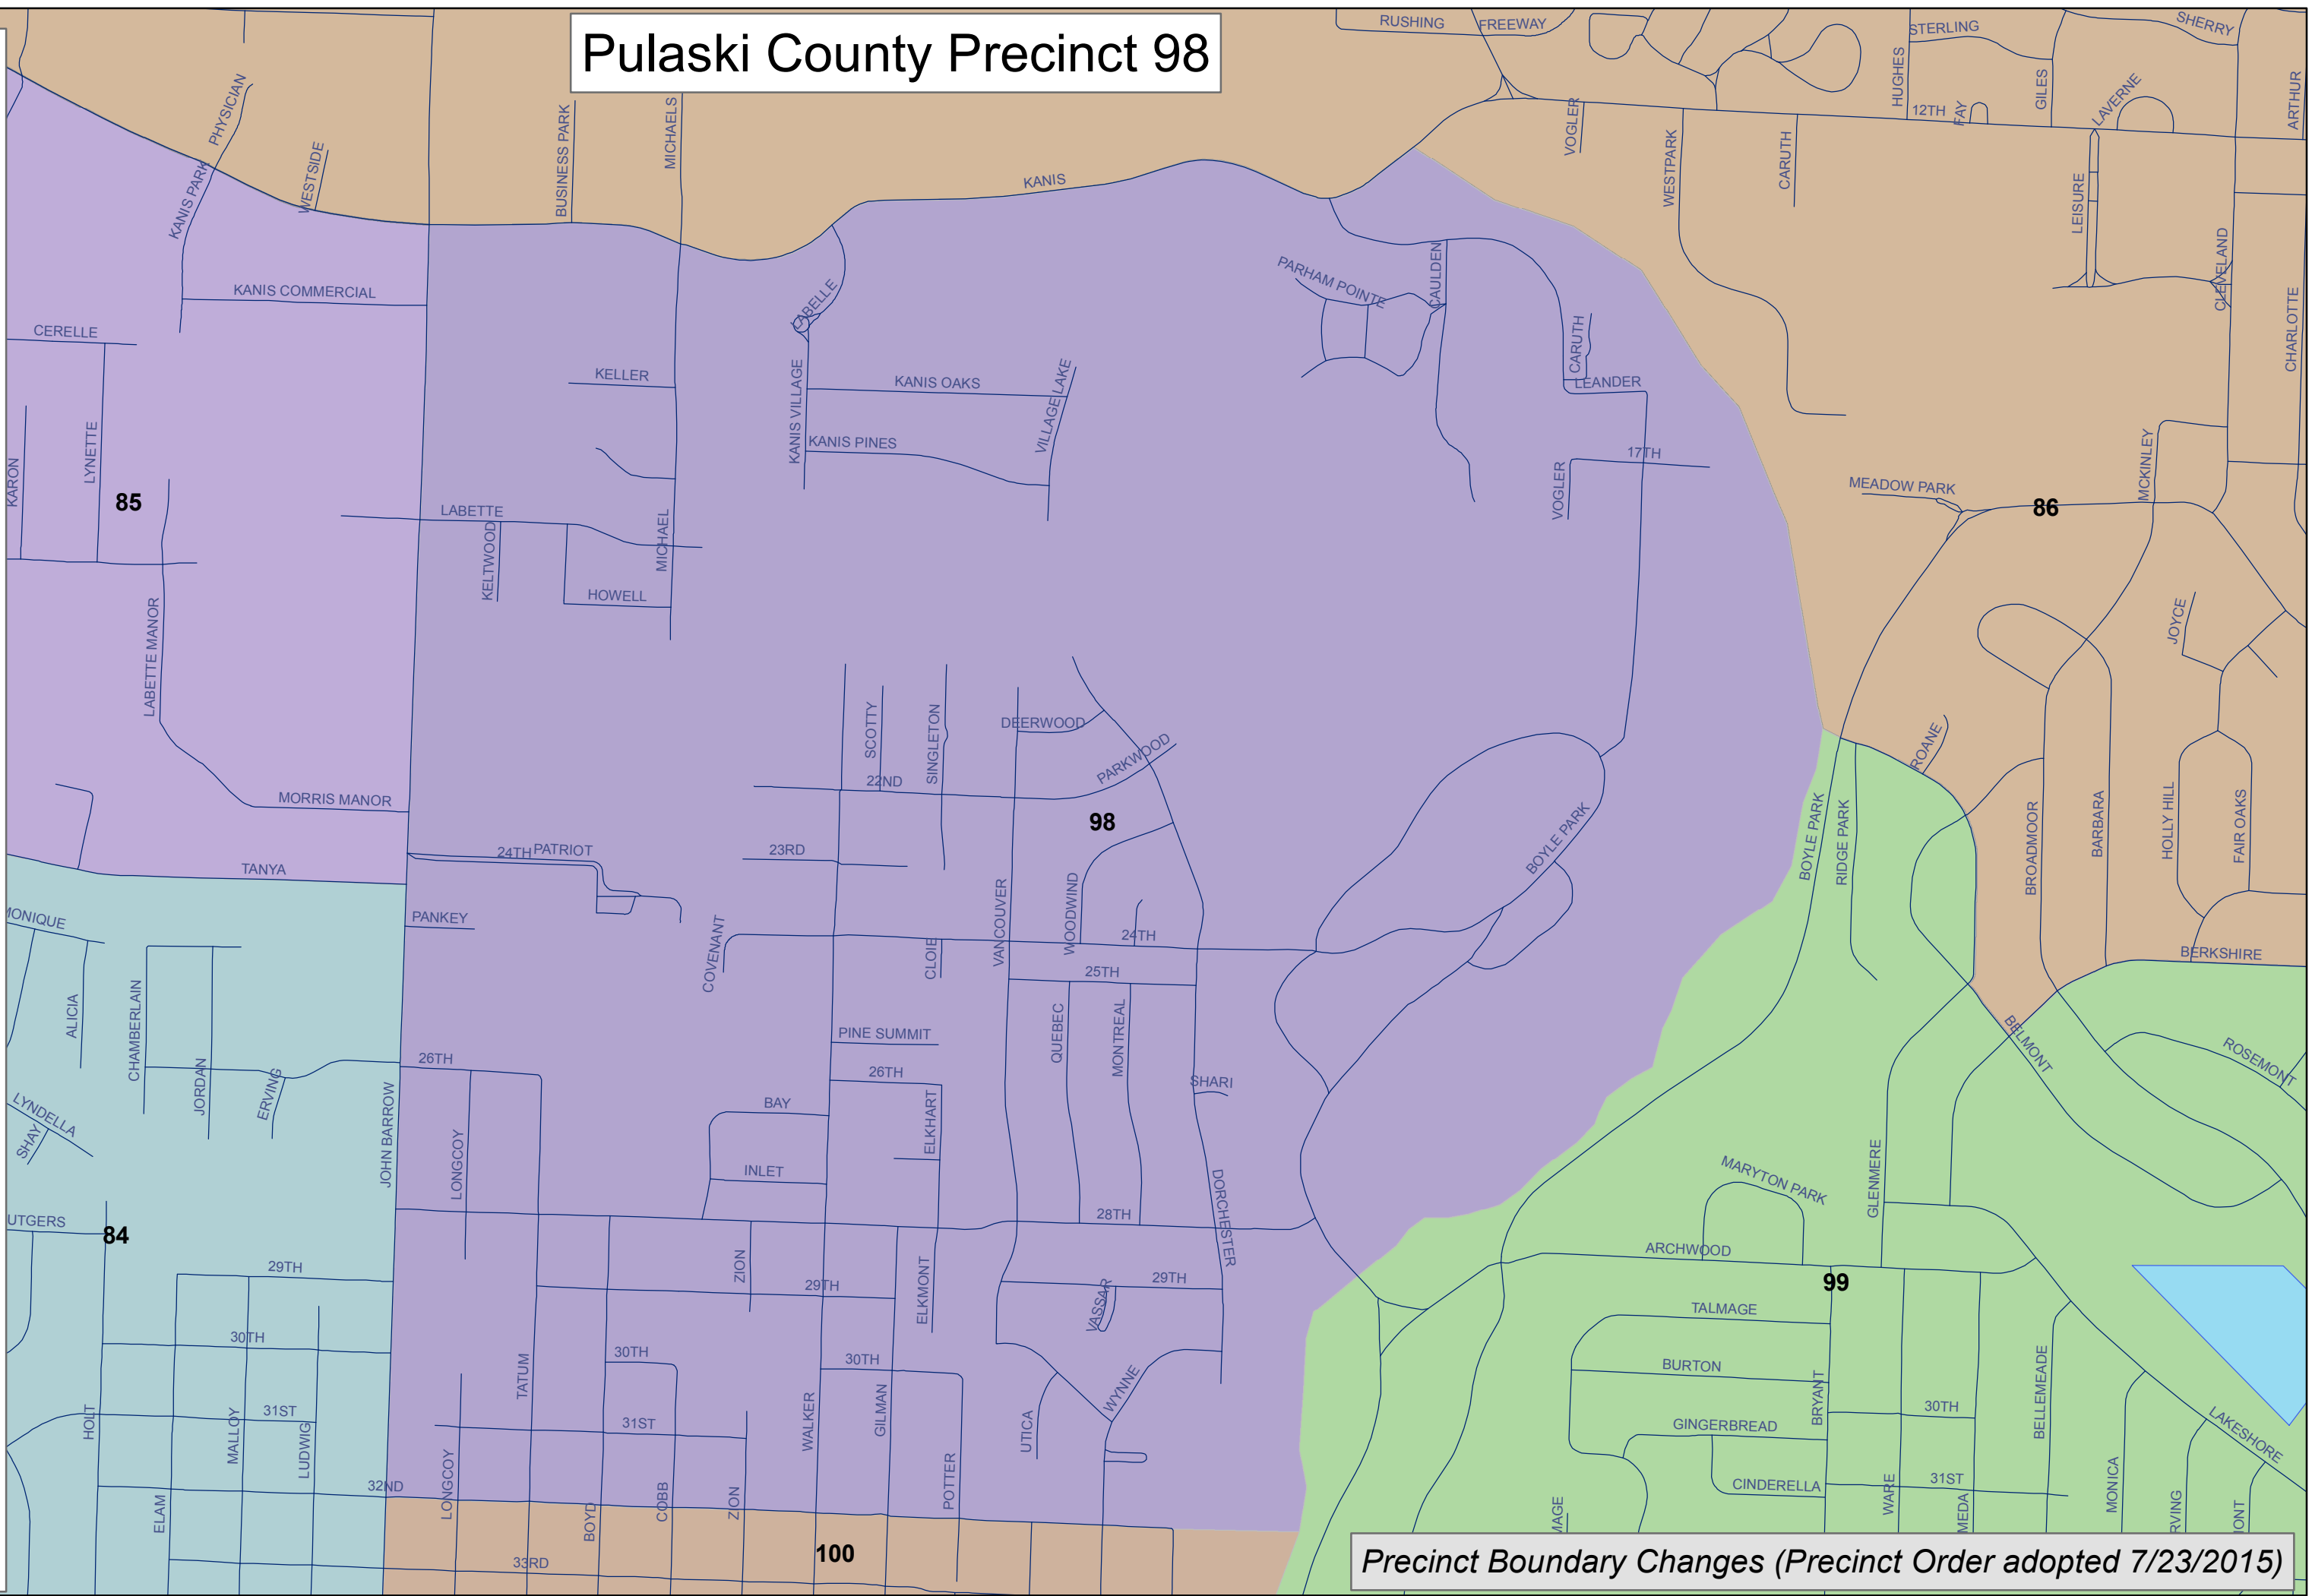 Pulaski County Precinct 98
RUSHING
FREEWAY
STERLING
SHERRY
PHYSICIAN
BUSINESS PARK
MICHAELS
VOGLER
HUGHES
12TH
FAY
GILES
LAVERNE
ARTHUR
KANIS PARK
WESTSIDE
KANIS
WESTPARK
CARUTH
LEISURE
CLEVELAND
CHARLOTTE
KANIS COMMERCIAL
LABELLE
PARHAM POINTE
CAULDEN
CERELLE
KELLER
KANIS OAKS
CARUTH
LEANDER
KARON
LYNETTE
KANIS VILLAGE
KANIS PINES
VILLAGE LAKE
VOGLER
17TH
MEADOW PARK
MCKINLEY
85
86
LABETTE
KELTWOOD
MICHAEL
HOWELL
JOYCE
LABETTE MANOR
SCOTTY
SINGLETON
DEERWOOD
PARKWOOD
ROANE
MORRIS MANOR
22ND
98
BOYLE PARK
BOYLE PARK
RIDGE PARK
BROADMOOR
BARBARA
HOLLY HILL
FAIR OAKS
24TH
PATRIOT
23RD
TANYA
MONIQUE
PANKEY
COVENANT
CLOIE
VANCOUVER
WOODWIND
24TH
BERKSHIRE
25TH
ALICIA
CHAMBERLAIN
JORDAN
ERVING
PINE SUMMIT
QUEBEC
MONTREAL
BELMONT
ROSEMONT
26TH
26TH
SHARI
LYNDELLA
SHAY
JOHN BARROW
LONGCOY
BAY
ELKHART
INLET
DORCHESTER
MARYTON PARK
GLENMERE
UTGERS
84
28TH
ARCHWOOD
29TH
ZION
29TH
ELKMONT
29TH
VASSAR
99
TALMAGE
30TH
30TH
30TH
BURTON
TATUM
WYNNE
BRYANT
BELLEMEADE
HOLT
31ST
MALLOY
LUDWIG
31ST
WALKER
GILMAN
UTICA
GINGERBREAD
30TH
LAKESHORE
32ND
LONGCOY
POTTER
CINDERELLA
31ST
ELAM
BOYD
COBB
ZION
MAGE
WARE
MEDA
MONICA
RVING
ONT
33RD
100
Precinct Boundary Changes (Precinct Order adopted 7/23/2015)